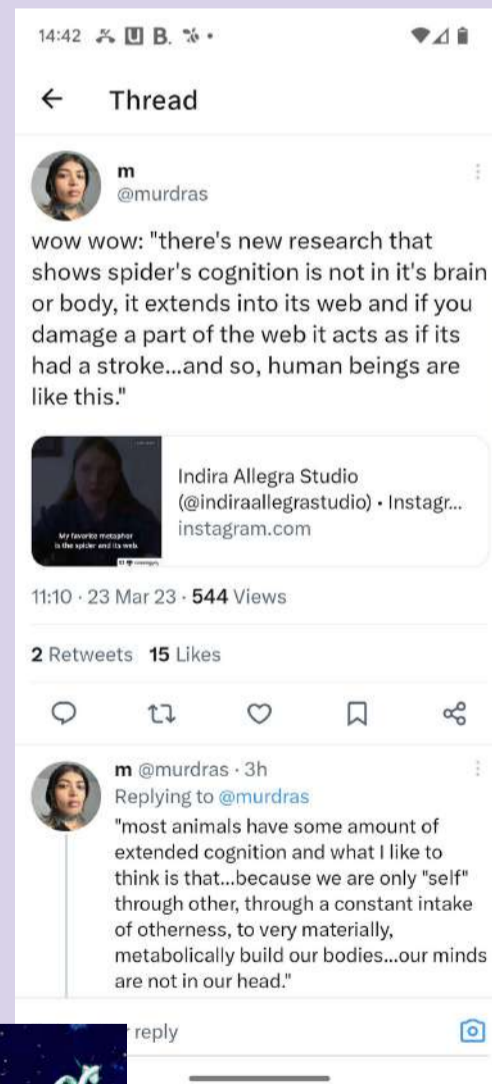 14:42 U B. •
Thread
m
@murdras
wow wow: "there's new research that
shows spider's cognition is not in it's brain
or body, it extends into its web and if you
damage a part of the web it acts as if its
had a stroke...and so, human beings are
like this."
My favorite metaphor
is the spider and its web.
Indira Allegra Studio
(@indiraallegrastudio) • Instagr...
instagram.com
11:10 · 23 Mar 23 · 544 Views
2 Retweets 15 Likes
m @murdras · 3h
Replying to @murdras
"most animals have some amount of
extended cognition and what I like to
think is that...because we are only "self"
through other, through a constant intake
of otherness, to very materially,
metabolically build our bodies...our minds
are not in our head."
reply